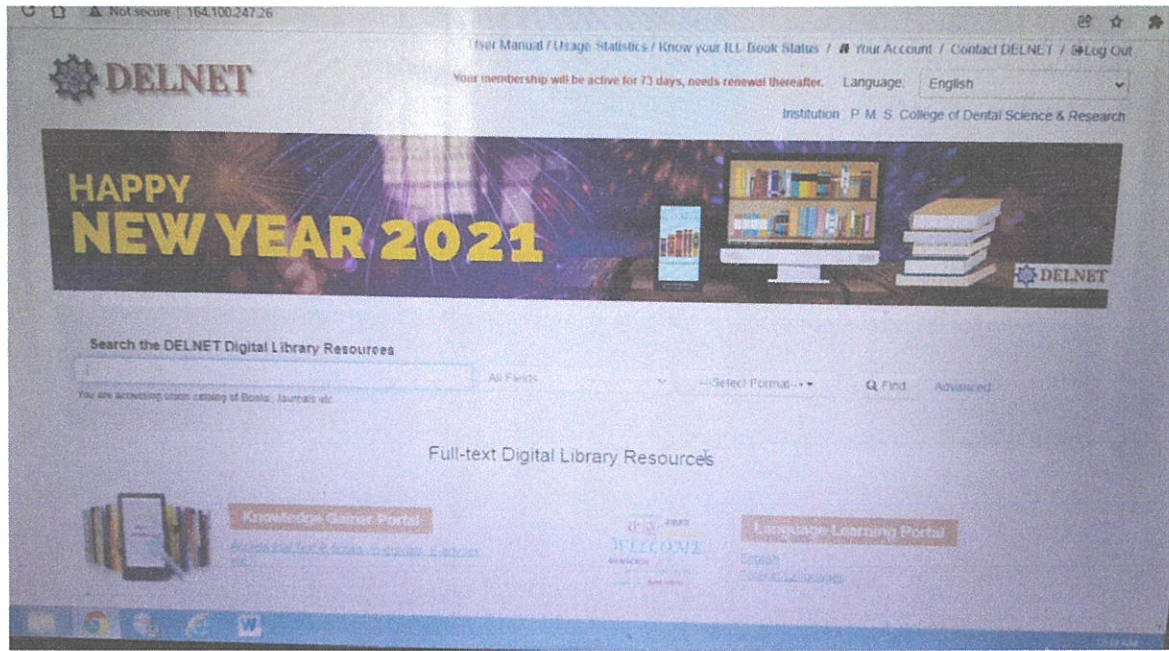 Not secure | 164.100.247.26
User Manual / Usage Statistics / Know your ILL-Book Status / Your Account / Contact DELNET / Log Out
DELNET
Your membership will be active for 73 days, needs renewal thereafter. Language: English
Institution P M S College of Dental Science & Research
HAPPY
NEW YEAR 2021
DELNET
Search the DELNET Digital Library Resources
All Fields ---Select Format--- Find Advanced
You are accessing union catalog of Books, Journals etc.
Full-text Digital Library Resources
Knowledge Gainer Portal
Language Learning Portal
WELCOME
English
Foreign Languages
W